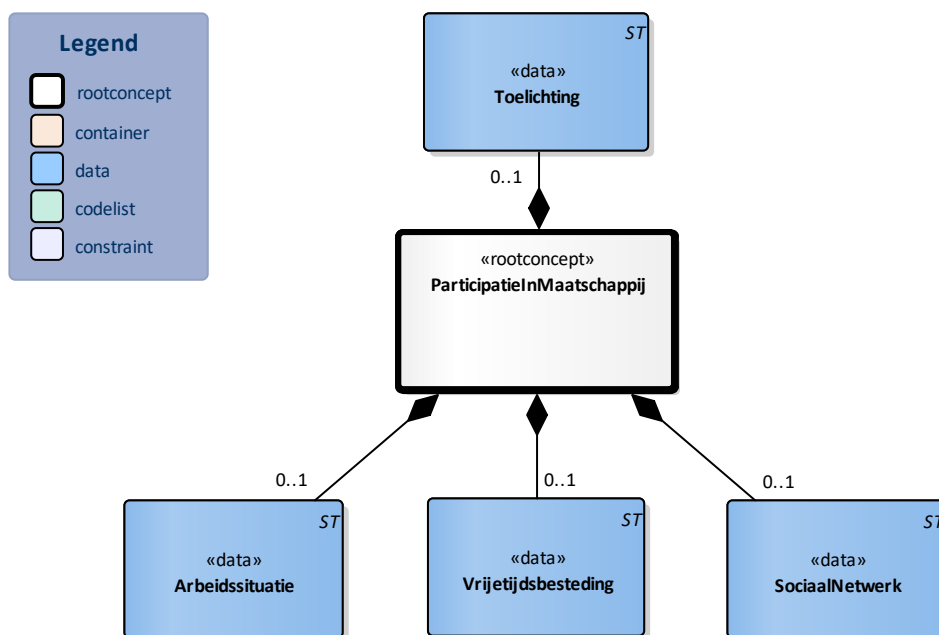 Legend
rootconcept
container
data
codelist
constraint
ST
«data»
Toelichting
0..1
«rootconcept»
ParticipatieInMaatschappij
0..1
0..1
0..1
ST
«data»
Arbeidssituatie
ST
«data»
Vrijetijdsbesteding
ST
«data»
SociaalNetwerk